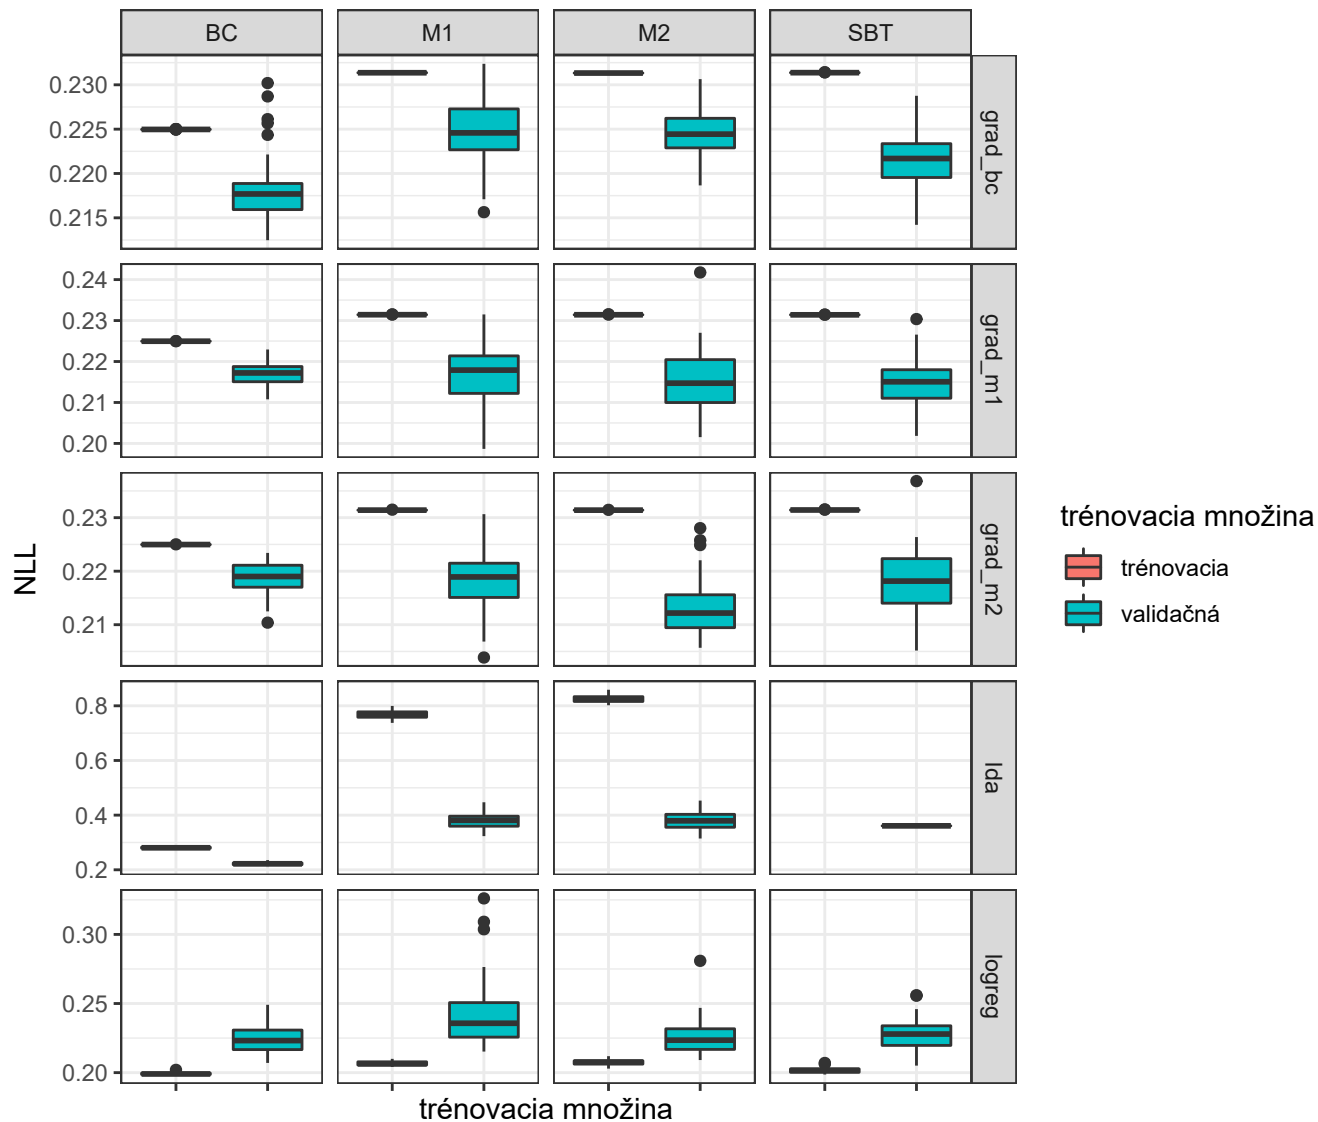 BC M1 M2 SBT
0.230
0.225
0.220
0.215
grad_bc
0.24
0.23
0.22
0.21
0.20
grad_m1
0.23
0.22
0.21
grad_m2
0.8
0.6
0.4
0.2
lda
0.30
0.25
0.20
logreg
NLL
trénovacia množina
trénovacia množina
trénovacia
validačná